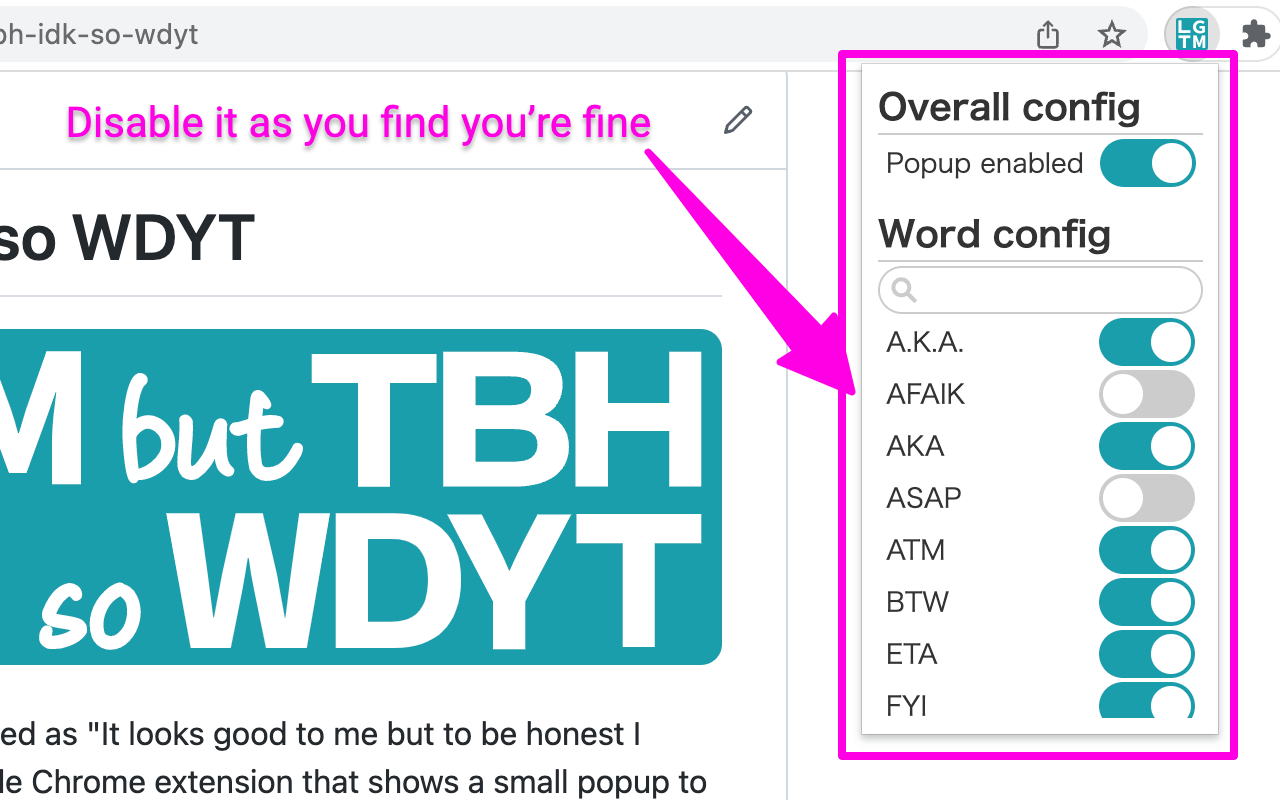 bh-idk-so-wdyt
LG
TM
Disable it as you find you’re fine
so WDYT
M but TBH
so WDYT
ed as "It looks good to me but to be honest I
le Chrome extension that shows a small popup to
Overall config
Popup enabled
Word config
A.K.A.
AFAIK
AKA
ASAP
ATM
BTW
ETA
FYI